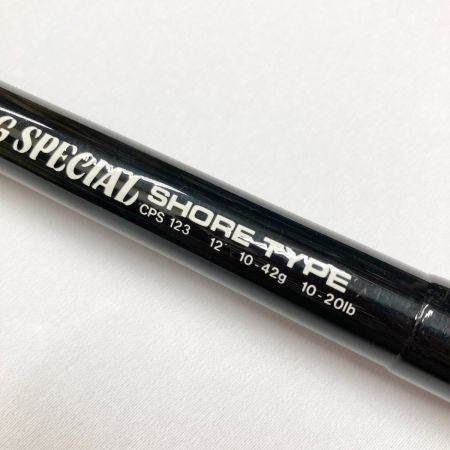 G SPECIAL SHORE TYPE
CPS 123 12' 10-42g 10-20lb